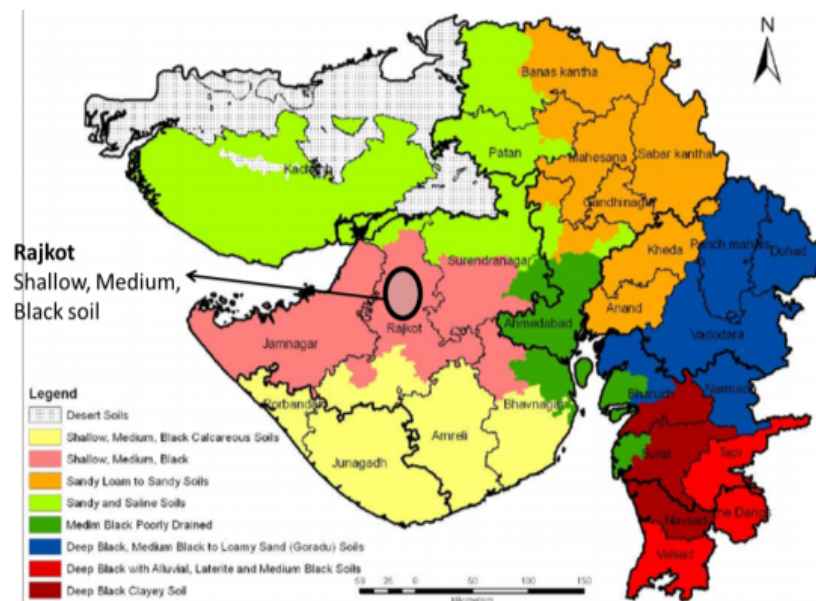 N
Banas kantha
Patan
Mahesana
Sabar kantha
Kachchh
Gandhinagar
Rajkot
Shallow, Medium,
Black soil
Surendranagar
Kheda
Panch mahals
Dohad
Anand
Ahmedabad
Rajkot
Jamnagar
Vadodara
Porbandar
Bhavnagar
Bharuch
Narmada
Junagadh
Amreli
Surat
Tapi
Navsari
The Dangs
Valsad
Legend
Desert Soils
Shallow, Medium, Black Calcareous Soils
Shallow, Medium, Black
Sandy Loam to Sandy Soils
Sandy and Saline Soils
Medim Black Poorly Drained
Deep Black, Medium Black to Loamy Sand (Goradu) Soils
Deep Black with Alluvial, Laterite and Medium Black Soils
Deep Black Clayey Soil
50 25 0 50 100 150
Kilometers